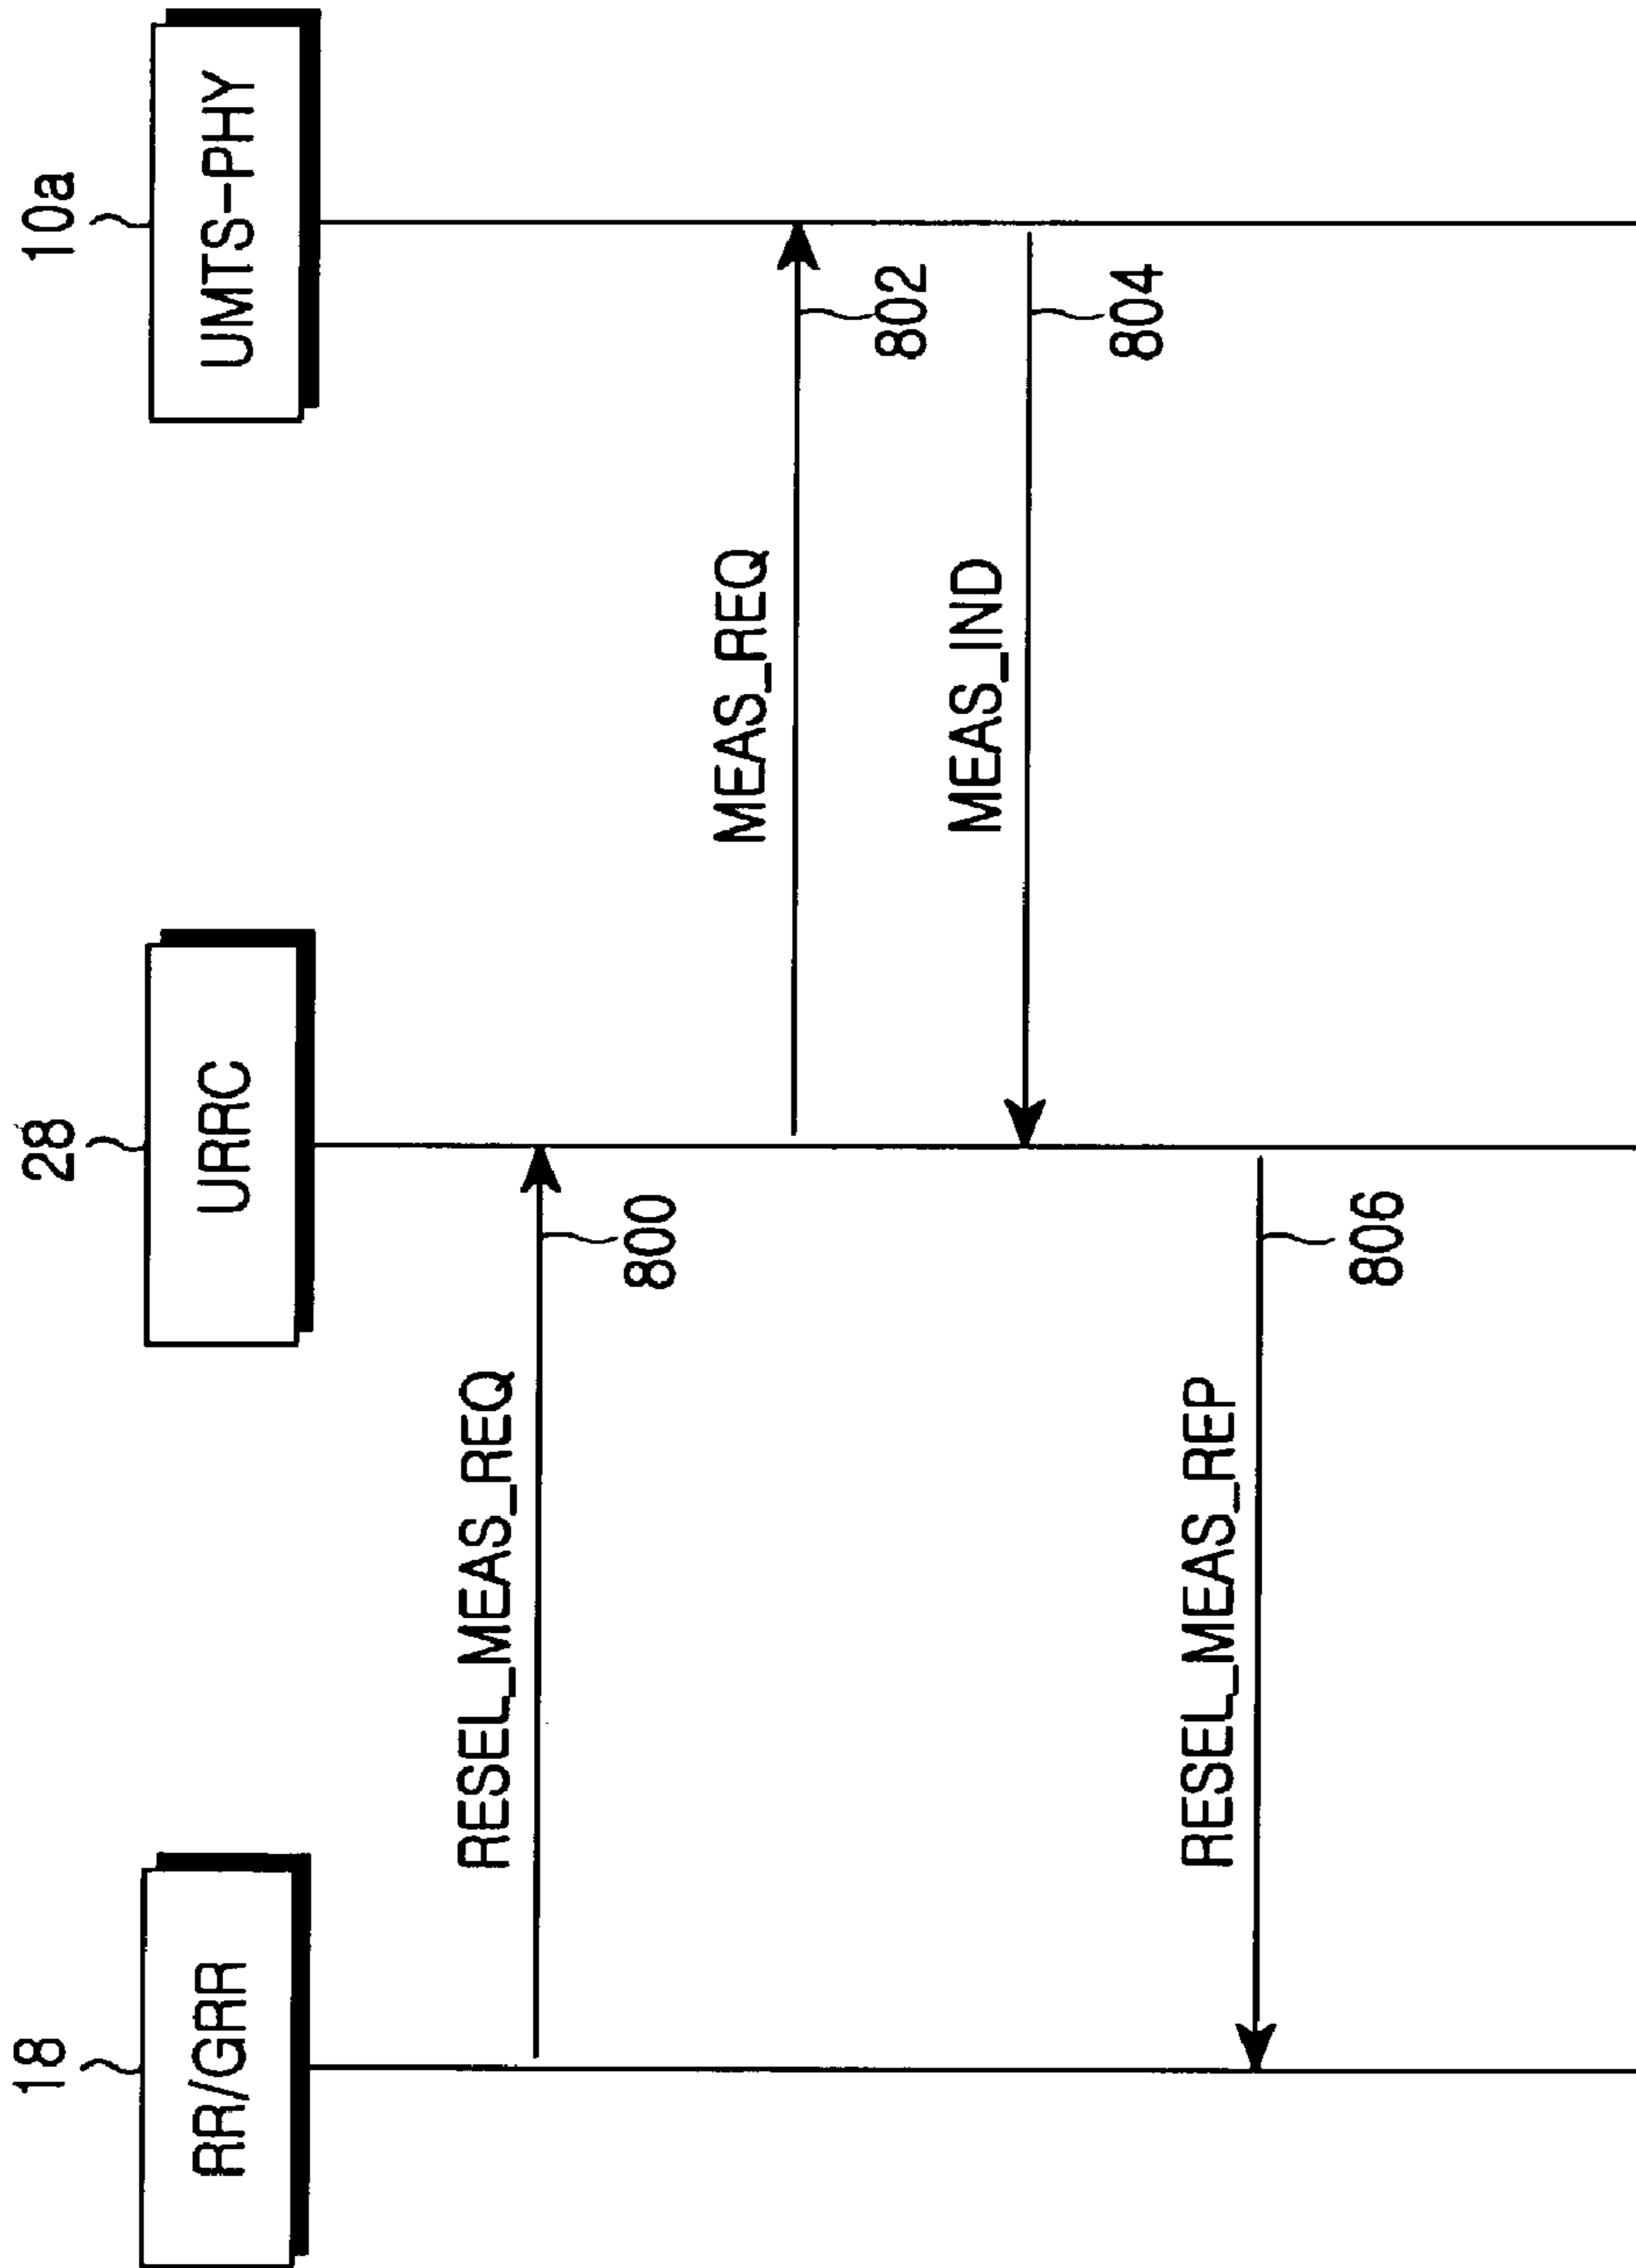 18
28
10a
RR/GRR
URRC
UMTS-PHY
RESEL_MEAS_REQ
800
MEAS_REQ
802
MEAS_IND
804
RESEL_MEAS_REP
806